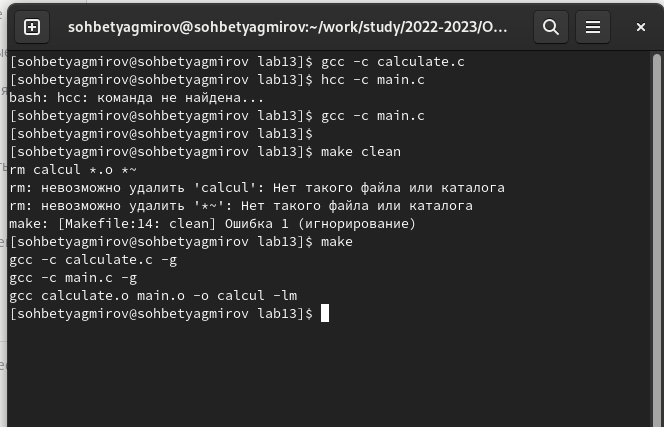 sohbetyagmirov@sohbetyagmirov:~/work/study/2022-2023/O...
[sohbetyagmirov@sohbetyagmirov lab13]$ gcc -c calculate.c
[sohbetyagmirov@sohbetyagmirov lab13]$ hcc -c main.c
bash: hcc: команда не найдена...
[sohbetyagmirov@sohbetyagmirov lab13]$ gcc -c main.c
[sohbetyagmirov@sohbetyagmirov lab13]$
[sohbetyagmirov@sohbetyagmirov lab13]$ make clean
rm calcul *.o *~
rm: невозможно удалить 'calcul': Нет такого файла или каталога
rm: невозможно удалить '*~': Нет такого файла или каталога
make: [Makefile:14: clean] Ошибка 1 (игнорирование)
[sohbetyagmirov@sohbetyagmirov lab13]$ make
gcc -c calculate.c -g
gcc -c main.c -g
gcc calculate.o main.o -o calcul -lm
[sohbetyagmirov@sohbetyagmirov lab13]$